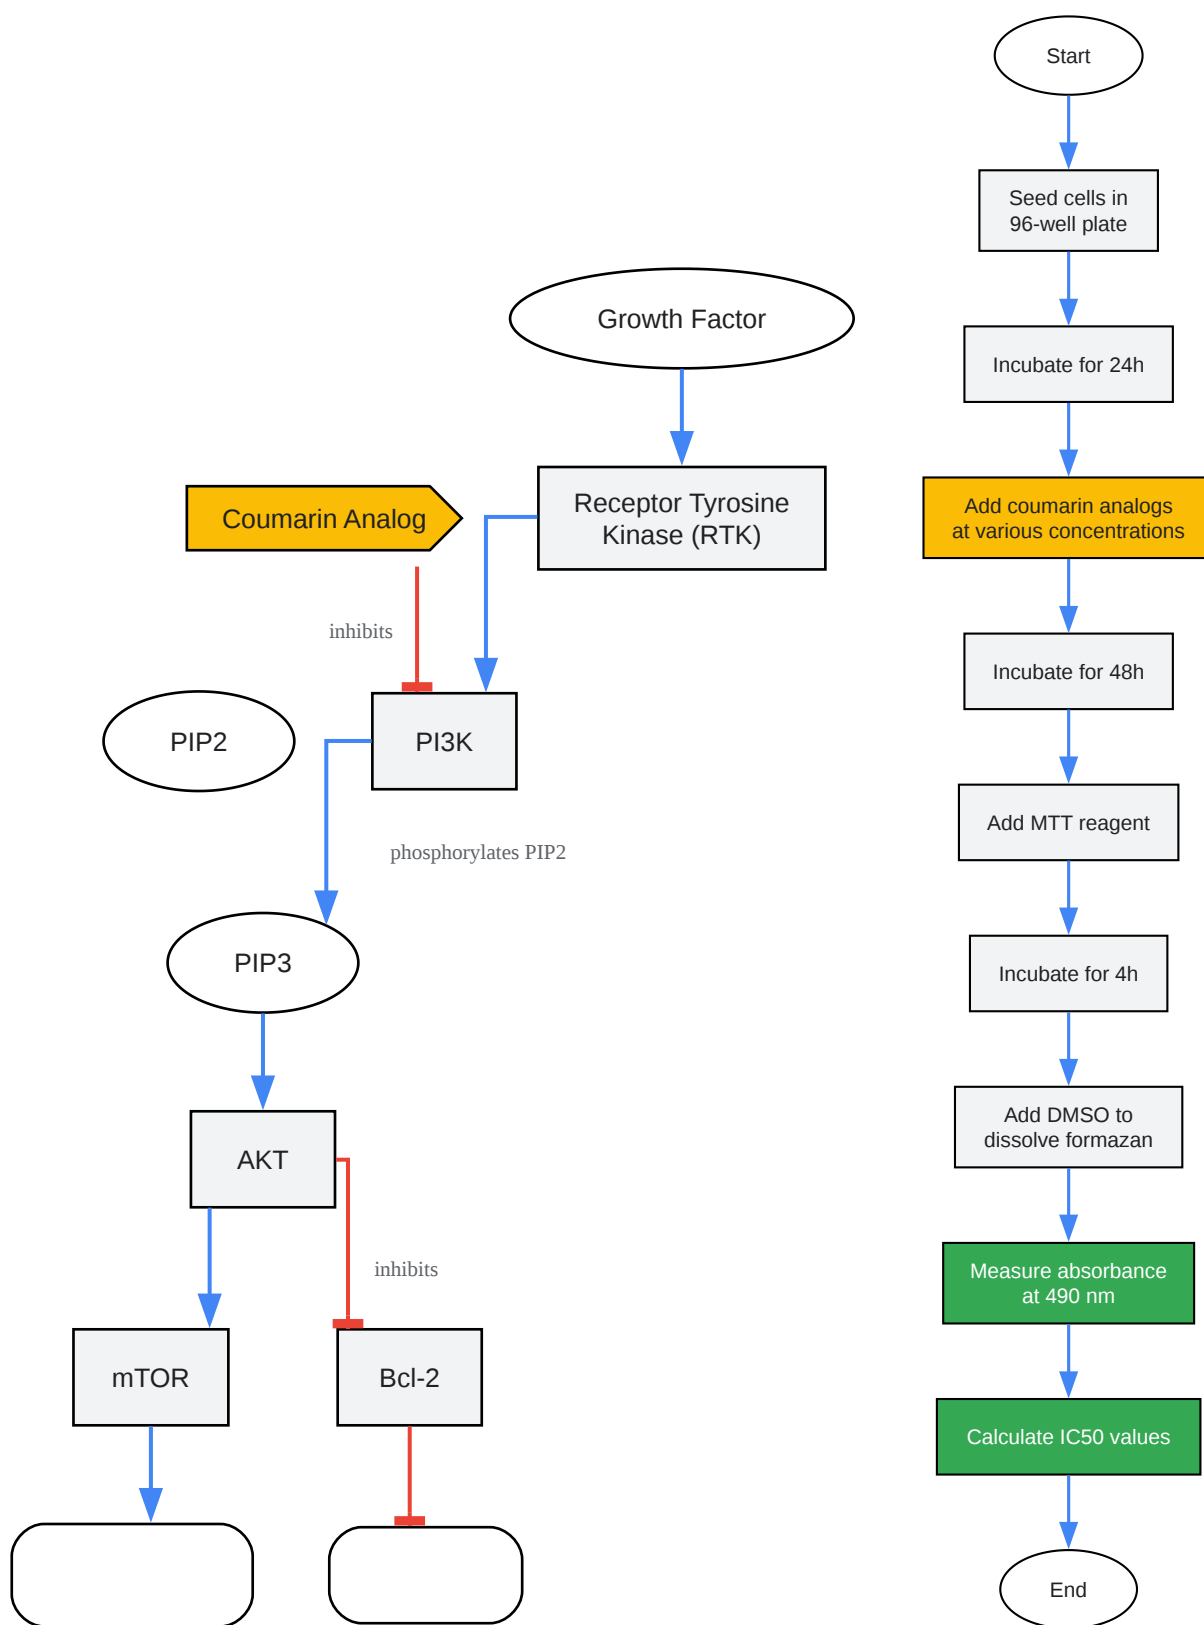 Growth Factor
Receptor Tyrosine
Kinase (RTK)
Coumarin Analog
inhibits
PIP2
PI3K
phosphorylates PIP2
PIP3
AKT
inhibits
mTOR
Bcl-2
Start
Seed cells in
96-well plate
Incubate for 24h
Add coumarin analogs
at various concentrations
Incubate for 48h
Add MTT reagent
Incubate for 4h
Add DMSO to
dissolve formazan
Measure absorbance
at 490 nm
Calculate IC50 values
End